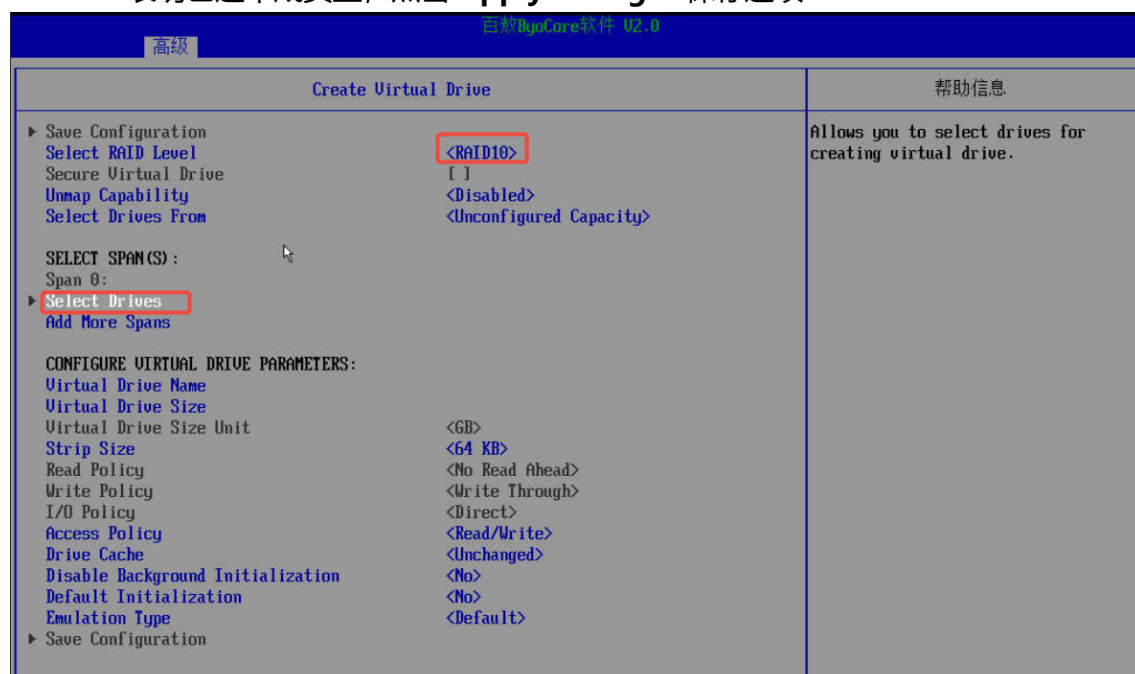 百敖ByoCore软件 V2.0
高级
Create Virtual Drive
帮助信息
Save Configuration
Select RAID Level <RAID10>
Secure Virtual Drive [ ]
Unmap Capability <Disabled>
Select Drives From <Unconfigured Capacity>
SELECT SPAN(S):
Span 0:
Select Drives
Add More Spans
CONFIGURE VIRTUAL DRIVE PARAMETERS:
Virtual Drive Name
Virtual Drive Size
Virtual Drive Size Unit <GB>
Strip Size <64 KB>
Read Policy <No Read Ahead>
Write Policy <Write Through>
I/O Policy <Direct>
Access Policy <Read/Write>
Drive Cache <Unchanged>
Disable Background Initialization <No>
Default Initialization <No>
Emulation Type <Default>
Save Configuration
Allows you to select drives for
creating virtual drive.